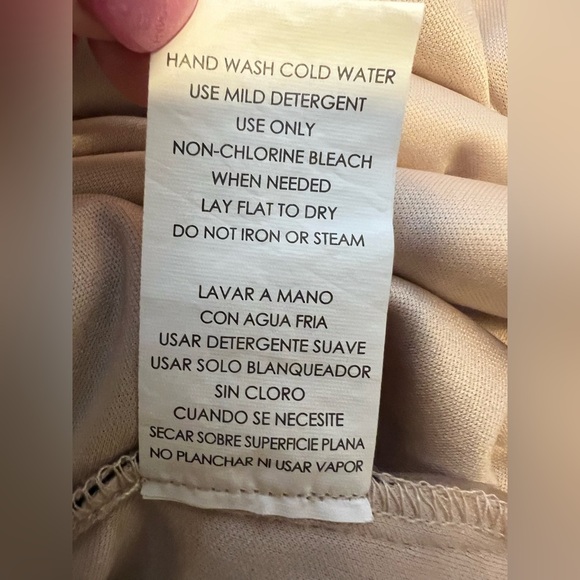 HAND WASH COLD WATER
USE MILD DETERGENT
USE ONLY
NON-CHLORINE BLEACH
WHEN NEEDED
LAY FLAT TO DRY
DO NOT IRON OR STEAM
LAVAR A MANO
CON AGUA FRIA
USAR DETERGENTE SUAVE
USAR SOLO BLANQUEADOR
SIN CLORO
CUANDO SE NECESITE
SECAR SOBRE SUPERFICIE PLANA
NO PLANCHAR NI USAR VAPOR